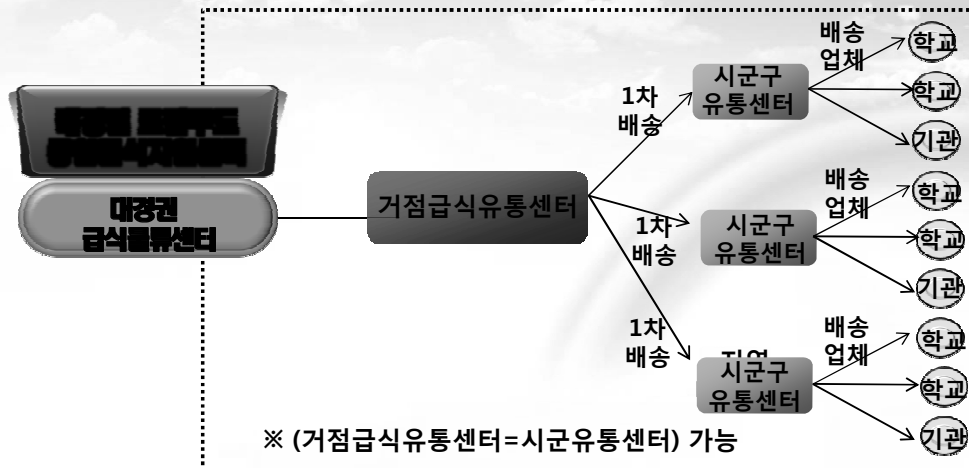 배송
업체
학교
시군구
유통센터
학교
1차
배송
기관
대경권
급식물류센터
거점급식유통센터
배송
업체
학교
1차
배송
시군구
유통센터
학교
기관
1차
배송
배송
업체
학교
지역
시군구
유통센터
학교
기관
※ (거점급식유통센터=시군유통센터) 가능